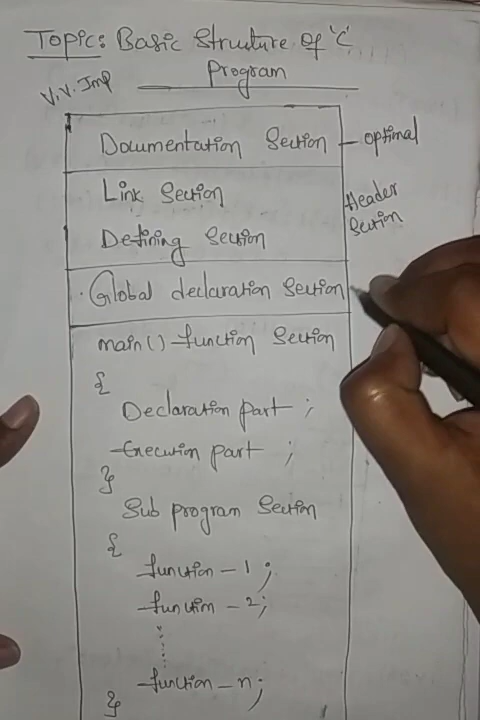 Topic: Basic Structure of 'C'
Program
V.V. Imp
Documentation Section - optimal
Link Section
Header
Section
Defining Section
Global declaration Section
main() function Section
{
Declaration part ;
Execution part ;
}
Sub program Section
{
function - 1 ;
function - 2 ;
function - n ;
}